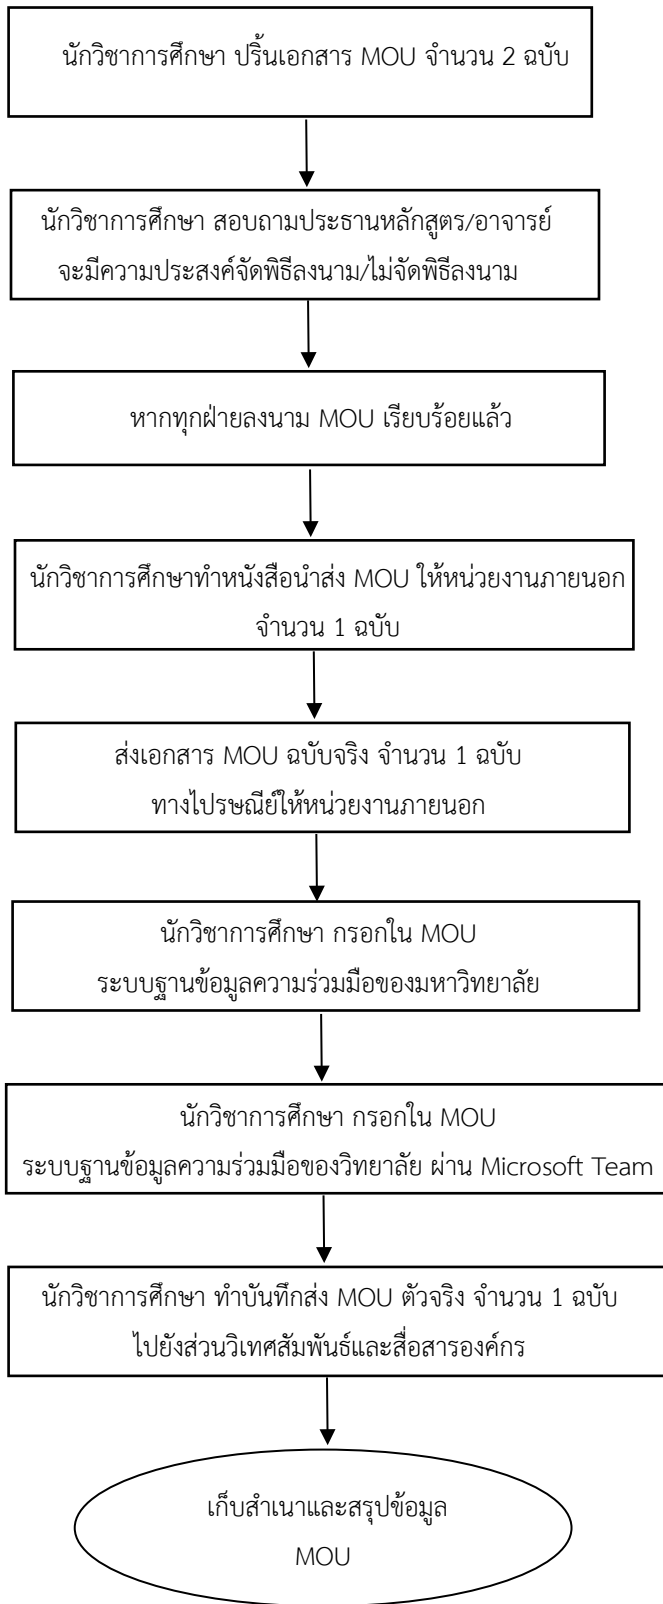 นักวิชาการศึกษา ปริ้นเอกสาร MOU จำนวน 2 ฉบับ
นักวิชาการศึกษา สอบถามประธานหลักสูตร/อาจารย์
จะมีความประสงค์จัดพิธีลงนาม/ไม่จัดพิธีลงนาม
หากทุกฝ่ายลงนาม MOU เรียบร้อยแล้ว
นักวิชาการศึกษาทำหนังสือนำส่ง MOU ให้หน่วยงานภายนอก
จำนวน 1 ฉบับ
ส่งเอกสาร MOU ฉบับจริง จำนวน 1 ฉบับ
ทางไปรษณีย์ให้หน่วยงานภายนอก
นักวิชาการศึกษา กรอกใน MOU
ระบบฐานข้อมูลความร่วมมือของมหาวิทยาลัย
นักวิชาการศึกษา กรอกใน MOU
ระบบฐานข้อมูลความร่วมมือของวิทยาลัย ผ่าน Microsoft Team
นักวิชาการศึกษา ทำบันทึกส่ง MOU ตัวจริง จำนวน 1 ฉบับ
ไปยังส่วนวิเทศสัมพันธ์และสื่อสารองค์กร
เก็บสำเนาและสรุปข้อมูล
MOU